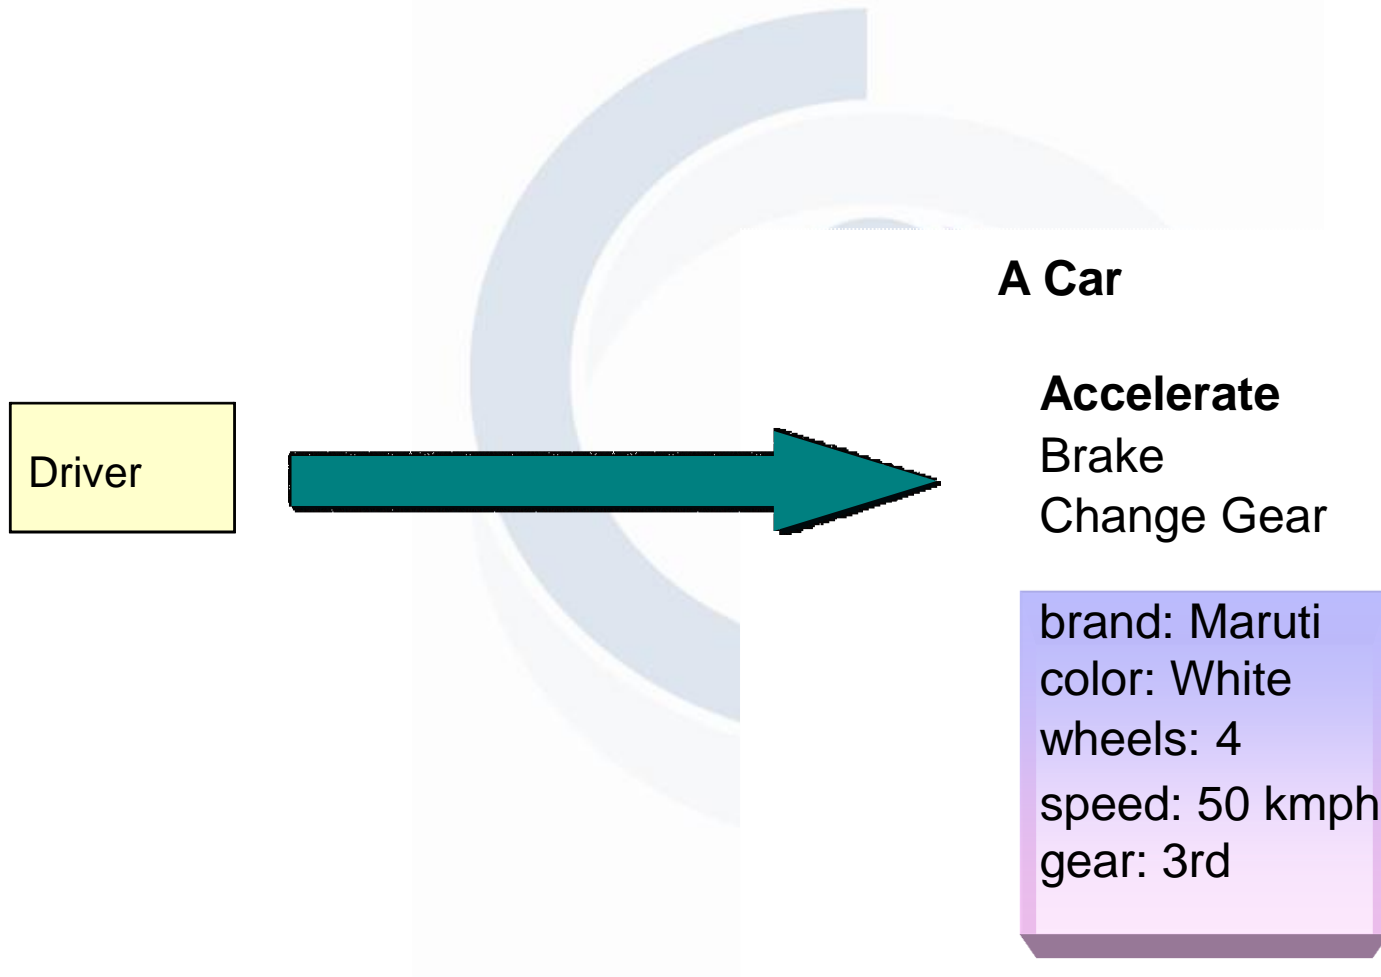 A Car
Driver
Accelerate
Brake
Change Gear
brand: Maruti
color: White
wheels: 4
speed: 50 kmph
gear: 3rd